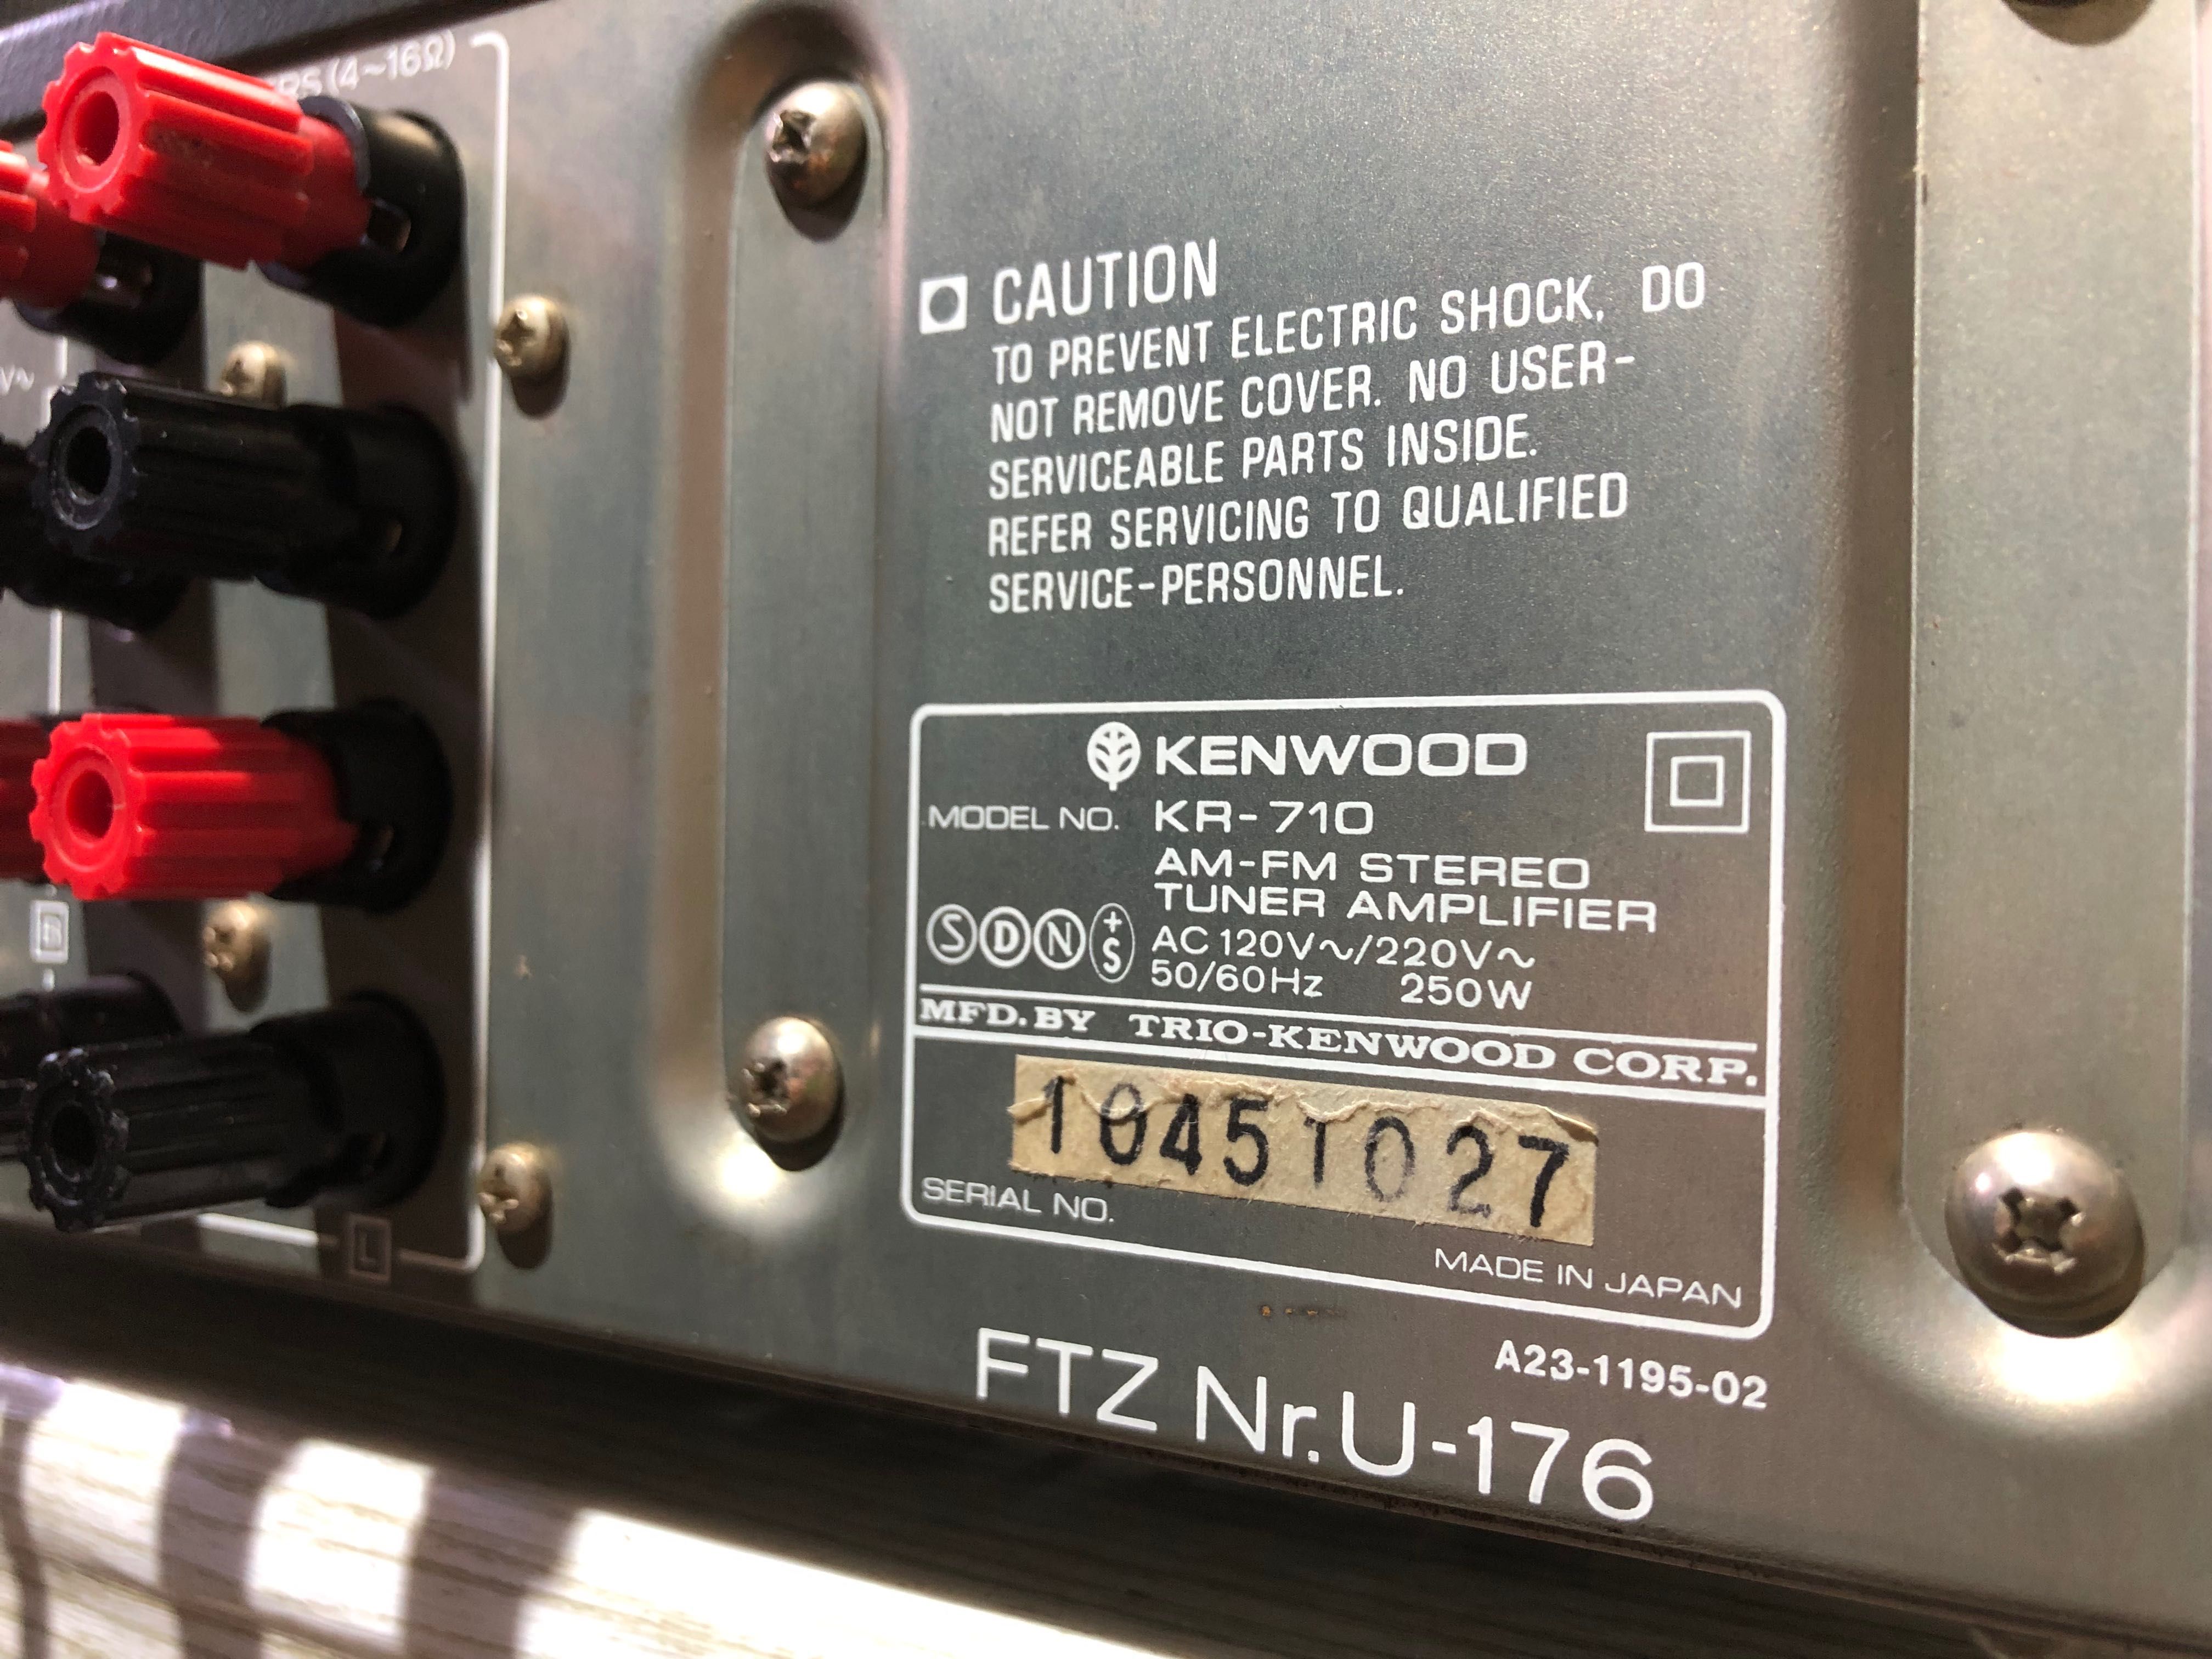 (4~16Ω)
V~
CAUTION
TO PREVENT ELECTRIC SHOCK, DO
NOT REMOVE COVER. NO USER-
SERVICEABLE PARTS INSIDE.
REFER SERVICING TO QUALIFIED
SERVICE-PERSONNEL.
KENWOOD
MODEL NO. KR-710
AM-FM STEREO
TUNER AMPLIFIER
S D N +S
AC 120V~/220V~
50/60Hz 250W
MFD. BY TRIO-KENWOOD CORP.
10451027
SERIAL NO.
MADE IN JAPAN
A23-1195-02
FTZ Nr. U-176
B
L